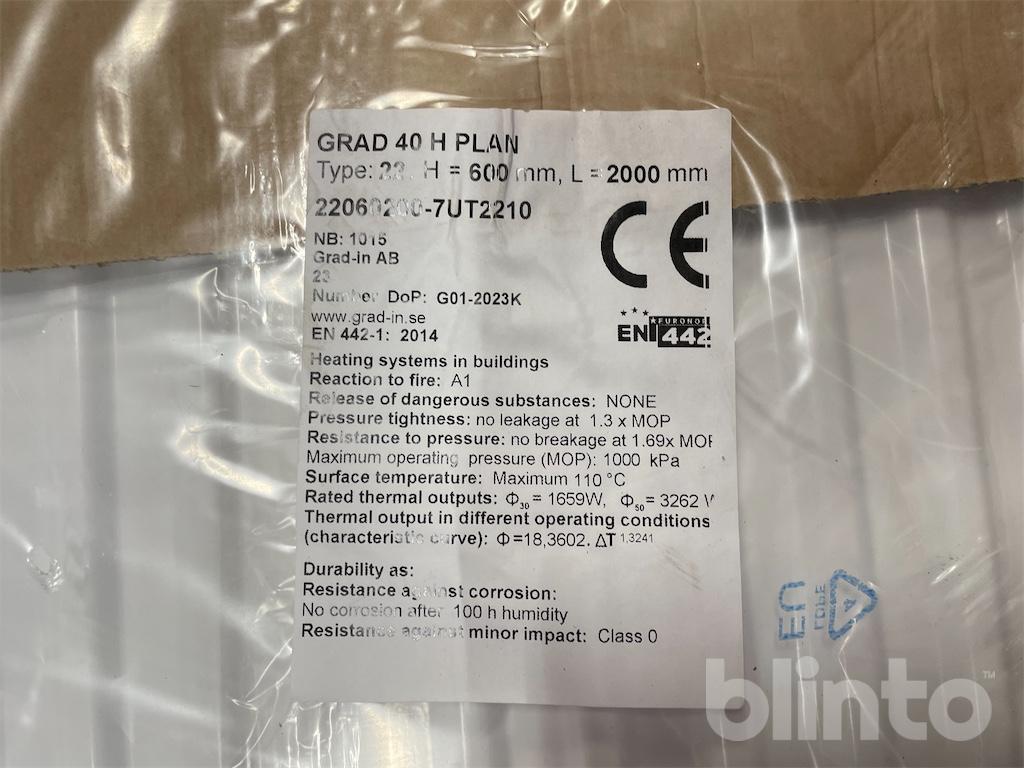 GRAD 40 H PLAN
Type: 22. H = 600 mm, L = 2000 mm
22060200-7UT2210
NB: 1015
Grad-in AB
23
Number DoP: G01-2023K
www.grad-in.se
EN 442-1: 2014
EURONO
EN 442
Heating systems in buildings
Reaction to fire: A1
Release of dangerous substances: NONE
Pressure tightness: no leakage at 1.3 x MOP
Resistance to pressure: no breakage at 1.69x MOP
Maximum operating pressure (MOP): 1000 kPa
Surface temperature: Maximum 110 °C
Rated thermal outputs: Φ30 = 1659W, Φ50 = 3262 W
Thermal output in different operating conditions
(characteristic curve): Φ=18,3602. ΔT 1,3241
Durability as:
Resistance against corrosion:
No corrosion after 100 h humidity
Resistance against minor impact: Class 0
LDPE
4
blinto™